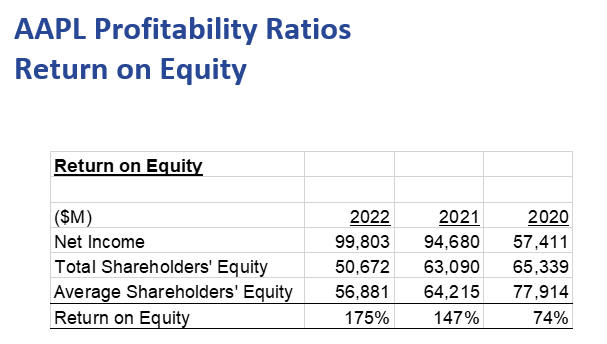 AAPL Profitability Ratios
Return on Equity
Return on Equity
($M) 2022 2021 2020
Net Income 99,803 94,680 57,411
Total Shareholders' Equity 50,672 63,090 65,339
Average Shareholders' Equity 56,881 64,215 77,914
Return on Equity 175% 147% 74%